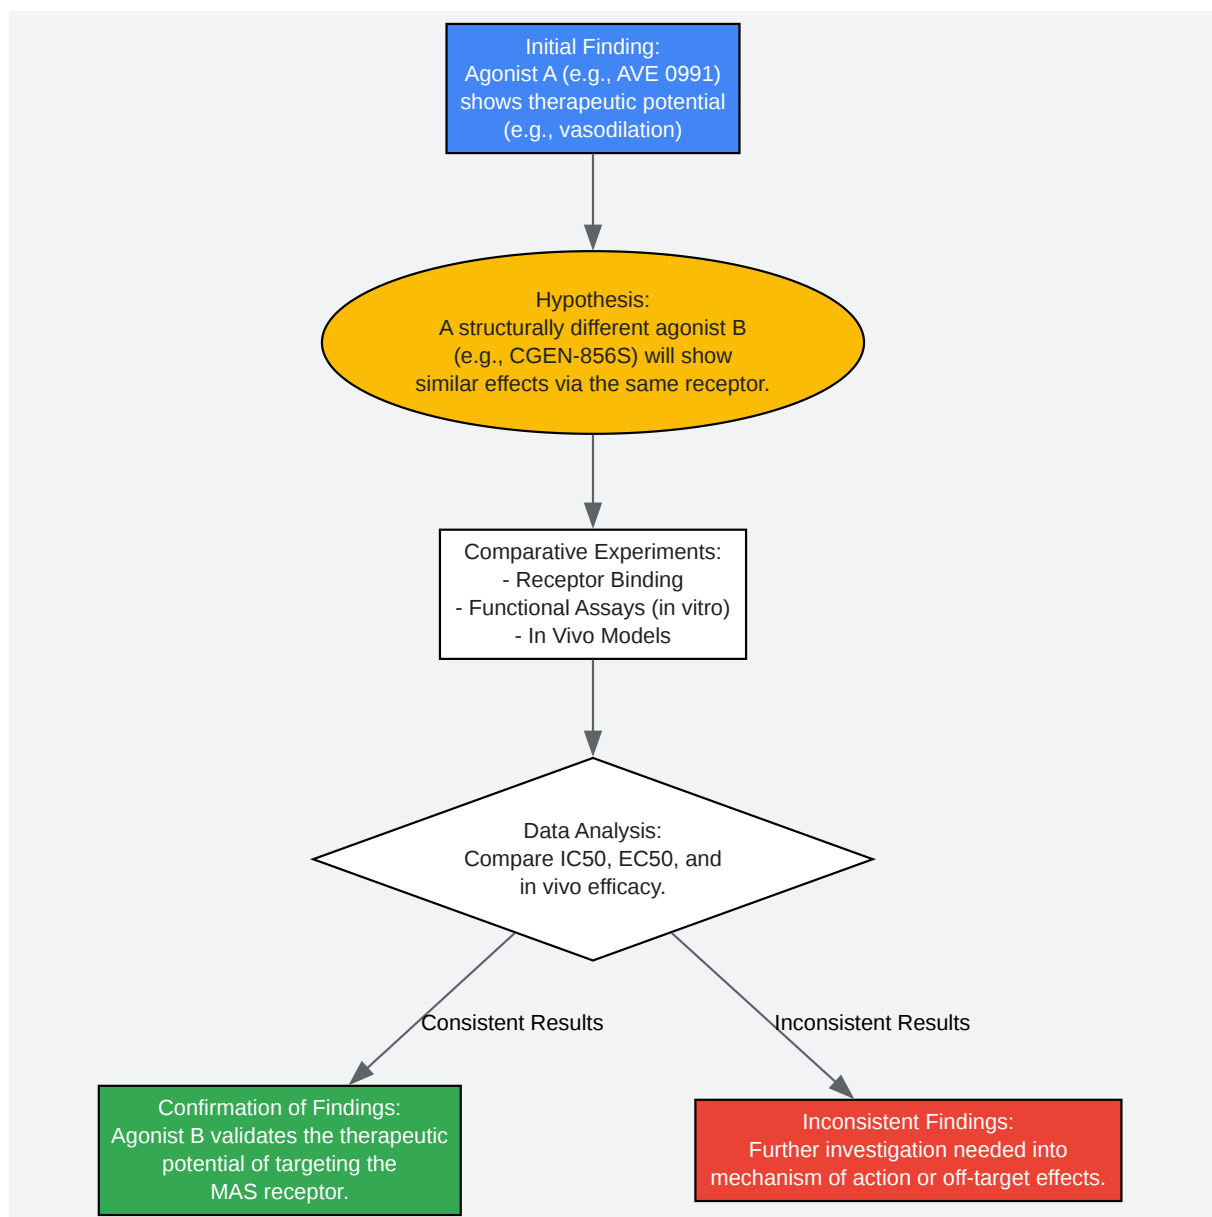 Initial Finding:
Agonist A (e.g., AVE 0991)
shows therapeutic potential
(e.g., vasodilation)
Hypothesis:
A structurally different agonist B
(e.g., CGEN-856S) will show
similar effects via the same receptor.
Comparative Experiments:
- Receptor Binding
- Functional Assays (in vitro)
- In Vivo Models
Data Analysis:
Compare IC50, EC50, and
in vivo efficacy.
Consistent Results
Inconsistent Results
Confirmation of Findings:
Agonist B validates the therapeutic
potential of targeting the
MAS receptor.
Inconsistent Findings:
Further investigation needed into
mechanism of action or off-target effects.